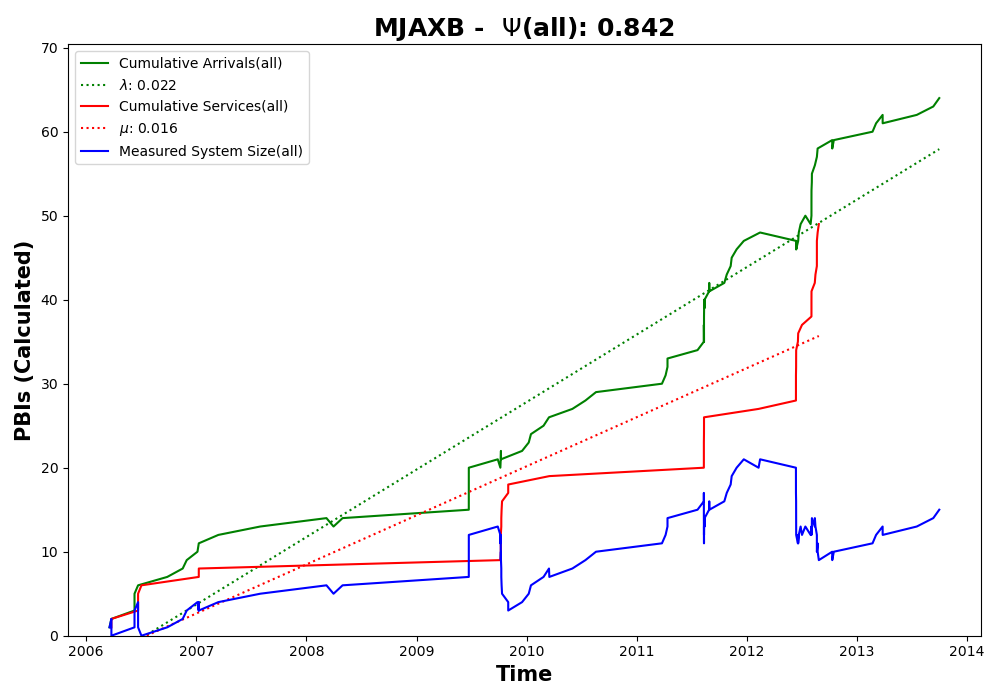 MJAXB -  Ψ(all): 0.842
Cumulative Arrivals(all)
λ: 0.022
Cumulative Services(all)
μ: 0.016
Measured System Size(all)
PBIs (Calculated)
70
60
50
40
30
20
10
0
2006 2007 2008 2009 2010 2011 2012 2013 2014
Time